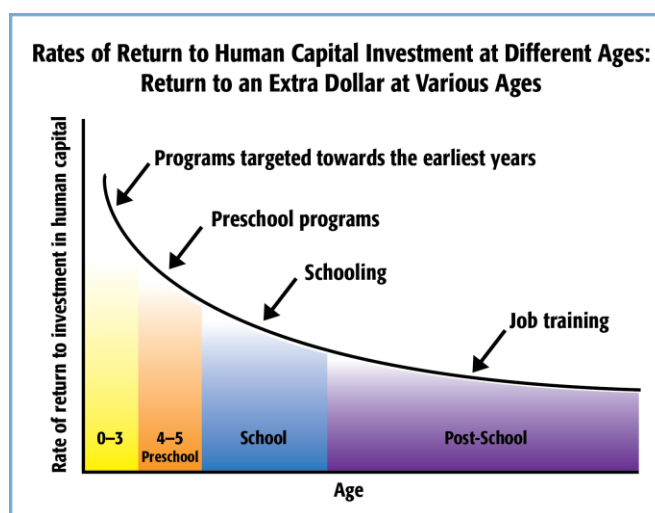 Rates of Return to Human Capital Investment at Different Ages:
Return to an Extra Dollar at Various Ages
Rate of return to investment in human capital
Programs targeted towards the earliest years
Preschool programs
Schooling
Job training
0–3
4–5
Preschool
School
Post-School
Age